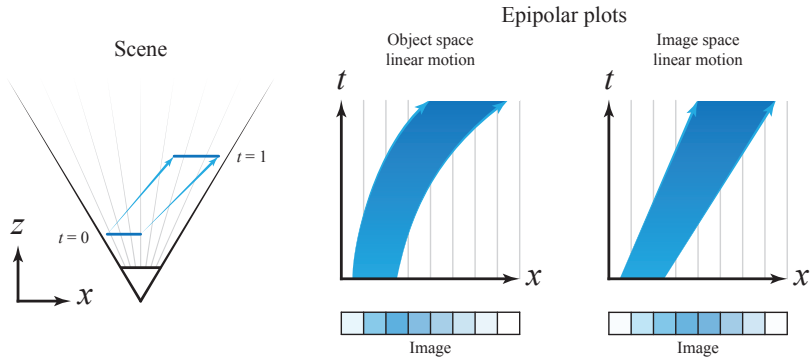 Epipolar plots
Scene
Object space
linear motion
Image space
linear motion
t
t
t = 1
t = 0
z
x
x
x
Image
Image